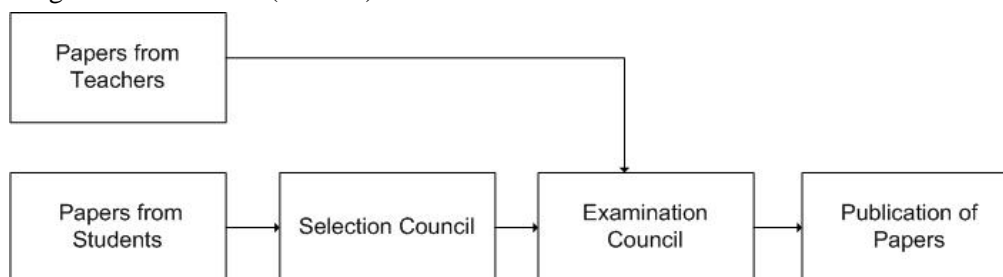 Papers from
Teachers
Papers from
Students
Selection Council
Examination
Council
Publication of
Papers